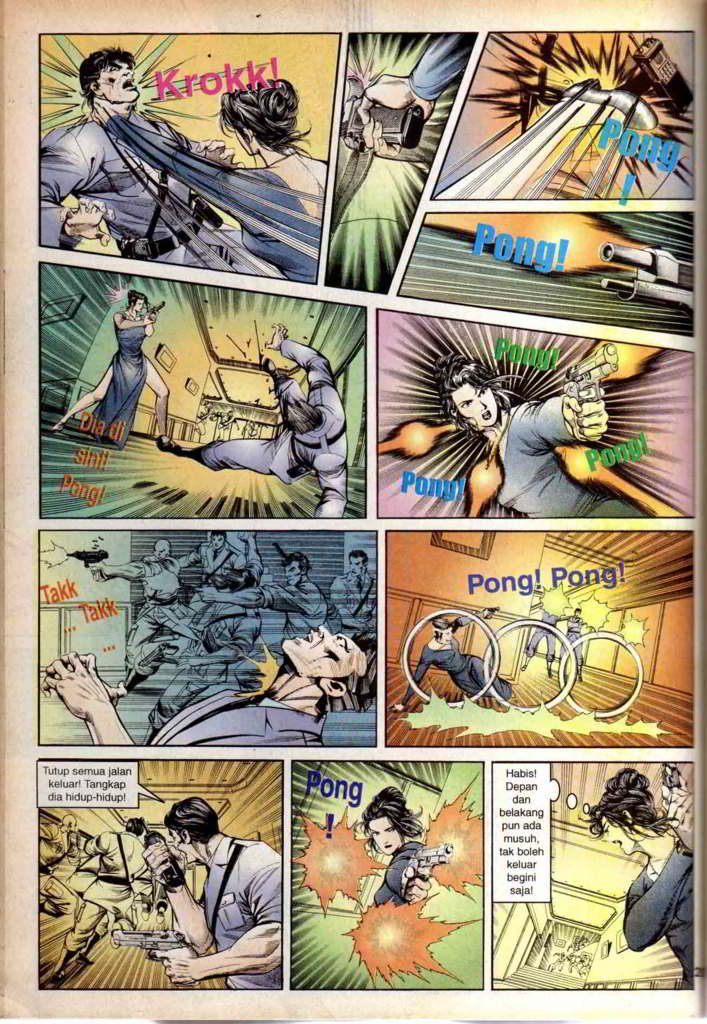 Krokk!
Pong
!
Pong!
Dia di
sini!
Pong!
Pong!
Pong!
Pong!
Takk
... Takk
...
Pong! Pong!
Tutup semua jalan
keluar! Tangkap
dia hidup-hidup!
Pong
!
Habis!
Depan
dan
belakang
pun ada
musuh,
tak boleh
keluar
begini
saja!